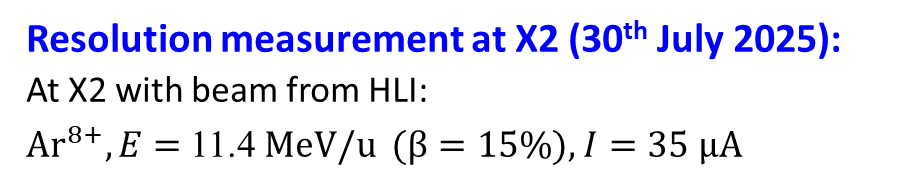 Resolution measurement at X2 (30th July 2025):
At X2 with beam from HLI:
Ar⁸⁺, E = 11.4 MeV/u (β = 15%), I = 35 μA